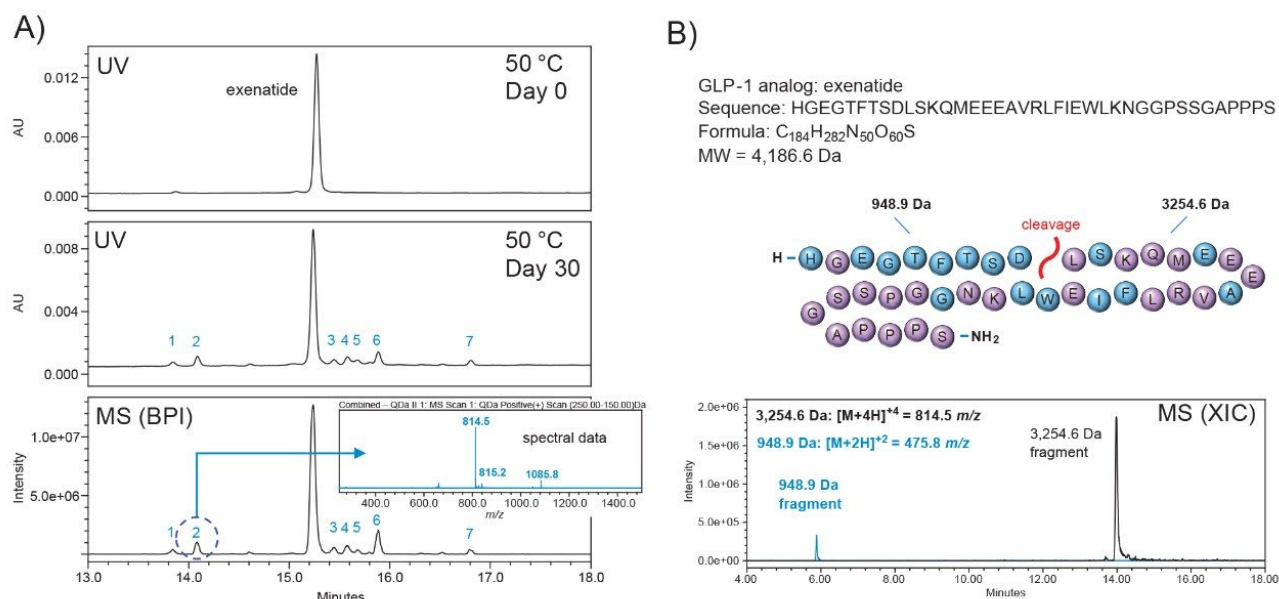 A)
UV
50 °C
Day 0
exenatide
0.012
0.006
0.000
AU
UV
50 °C
Day 30
0.008
0.004
0.000
AU
1 2 3 4 5 6 7
MS (BPI)
Combined – QDa II 1: MS Scan 1: QDa Positive(+) Scan (250.00-150.00)Da
814.5
spectral data
815.2
1085.8
400.0 600.0 800.0 1000.0 1200.0 1400.0
m/z
1.0e+07
5.0e+06
Intensity
1 2 3 4 5 6 7
13.0 14.0 15.0 16.0 17.0 18.0
Minutes
B)
GLP-1 analog: exenatide
Sequence: HGEGTFTSDLSKQMEEEAVRLFIEWLKNGGPSSGAPPPS
Formula: C₁₈₄H₂₈₂N₅₀O₆₀S
MW = 4,186.6 Da
948.9 Da
cleavage
3254.6 Da
H – H G E G T F T S D L S K Q M E E
E
S S P G G N K L W E I F L R V A
G
A P P P S – NH₂
MS (XIC)
3,254.6 Da: [M+4H]⁺⁴ = 814.5 m/z
948.9 Da: [M+2H]⁺² = 475.8 m/z
3,254.6 Da
fragment
948.9 Da
fragment
2.0e+06
1.5e+06
1.0e+06
5.0e+05
0.0e+00
Intensity
4.00 6.00 8.00 10.00 12.00 14.00 16.00 18.00
Minutes